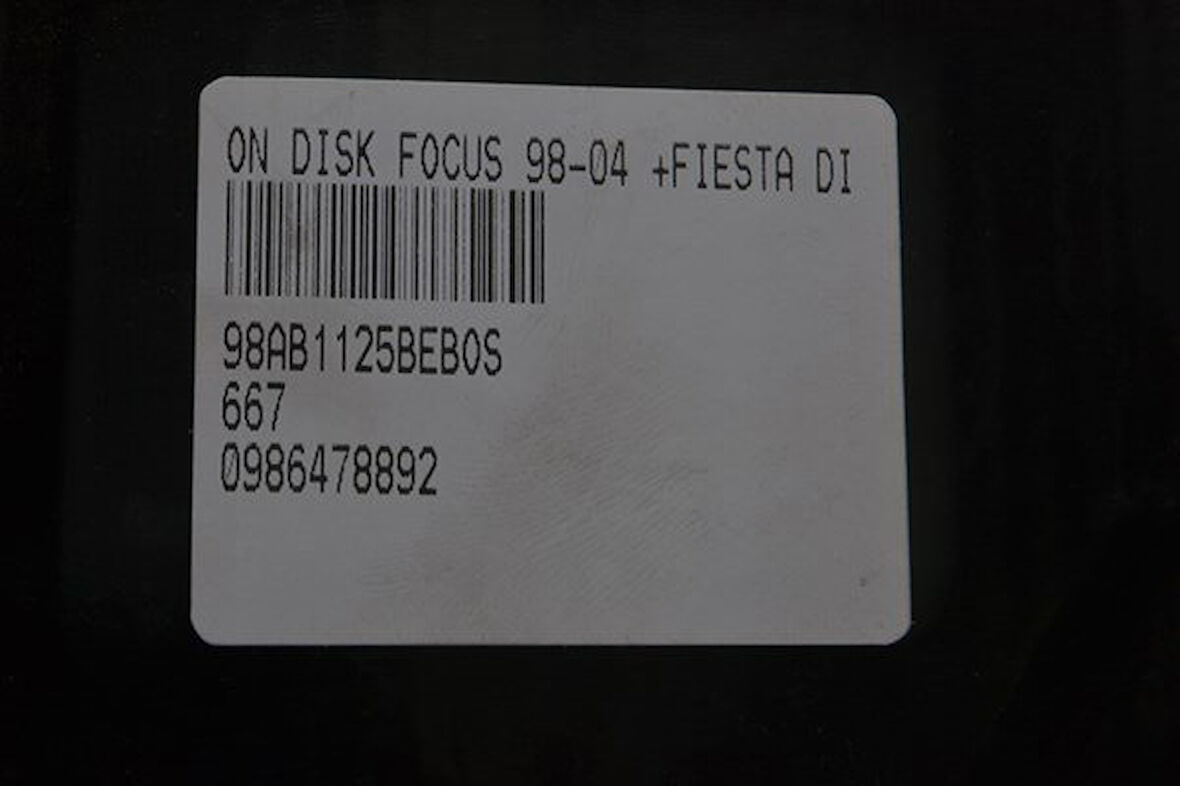 ON DISK FOCUS 98-04 +FIESTA DI
98AB1125BEBOS
667
0986478892